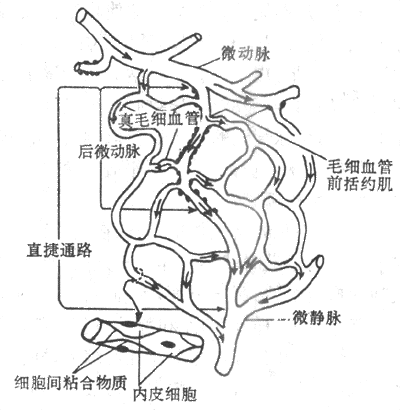 微动脉
真毛细血管
后微动脉
毛细血管
前括约肌
直捷通路
微静脉
细胞间粘合物质
内皮细胞